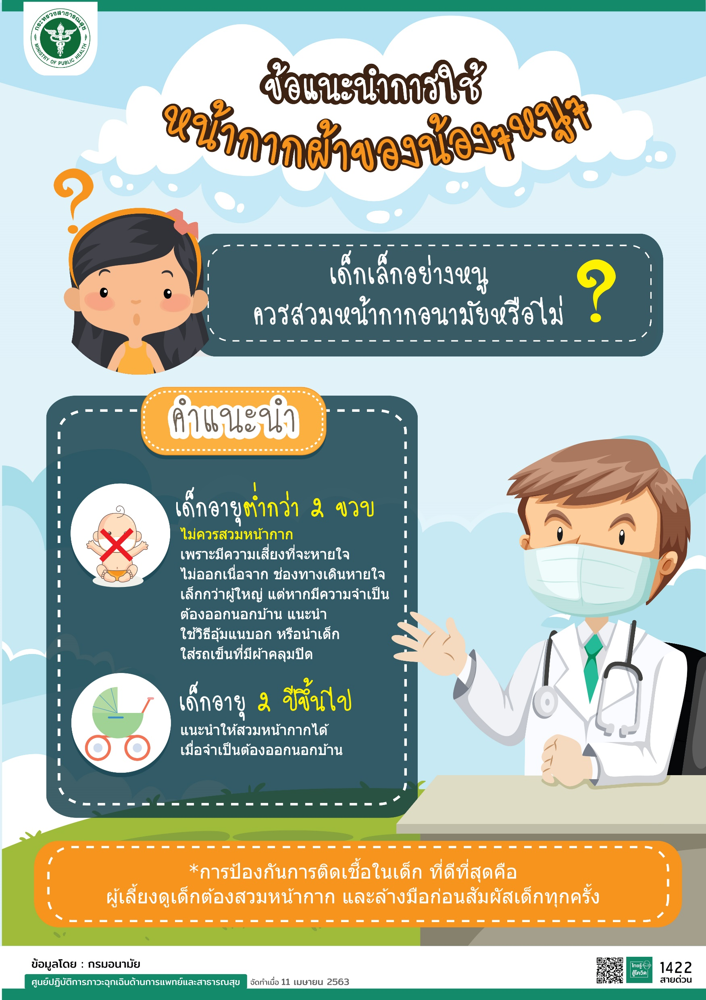 กระทรวงสาธารณสุข
MINISTRY OF PUBLIC HEALTH
ข้อแนะนำการใช้
หน้ากากผ้าของน้องๆหนูๆ
?
เด็กเล็กอย่างหนู
ควรสวมหน้ากากอนามัยหรือไม่ ?
คำแนะนำ
เด็กอายุต่ำกว่า 2 ขวบ
ไม่ควรสวมหน้ากาก
เพราะมีความเสี่ยงที่จะหายใจ
ไม่ออกเนื่อจาก ช่องทางเดินหายใจ
เล็กกว่าผู้ใหญ่ แต่หากมีความจำเป็น
ต้องออกนอกบ้าน แนะนำ
ใช้วิธีอุ้มแนบอก หรือนำเด็ก
ใส่รถเข็นที่มีผ้าคลุมปิด
เด็กอายุ 2 ปีขึ้นไป
แนะนำให้สวมหน้ากากได้
เมื่อจำเป็นต้องออกนอกบ้าน
*การป้องกันการติดเชื้อในเด็ก ที่ดีที่สุดคือ
ผู้เลี้ยงดูเด็กต้องสวมหน้ากาก และล้างมือก่อนสัมผัสเด็กทุกครั้ง
ข้อมูลโดย : กรมอนามัย
ศูนย์ปฏิบัติการภาวะฉุกเฉินด้านการแพทย์และสาธารณสุข จัดทำเมื่อ 11 เมษายน 2563
ไทยรู้
สู้โควิด
1422
สายด่วน